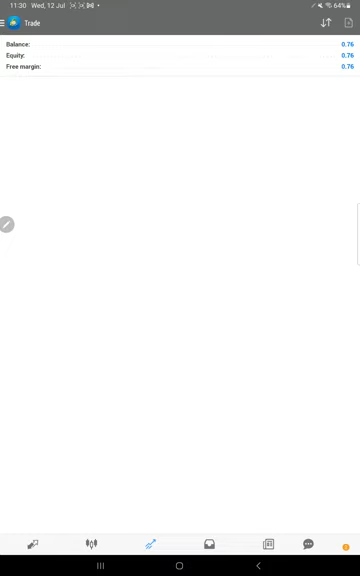 11:30 Wed, 12 Jul 64%
Trade
Balance: 0.76
Equity: 0.76
Free margin: 0.76